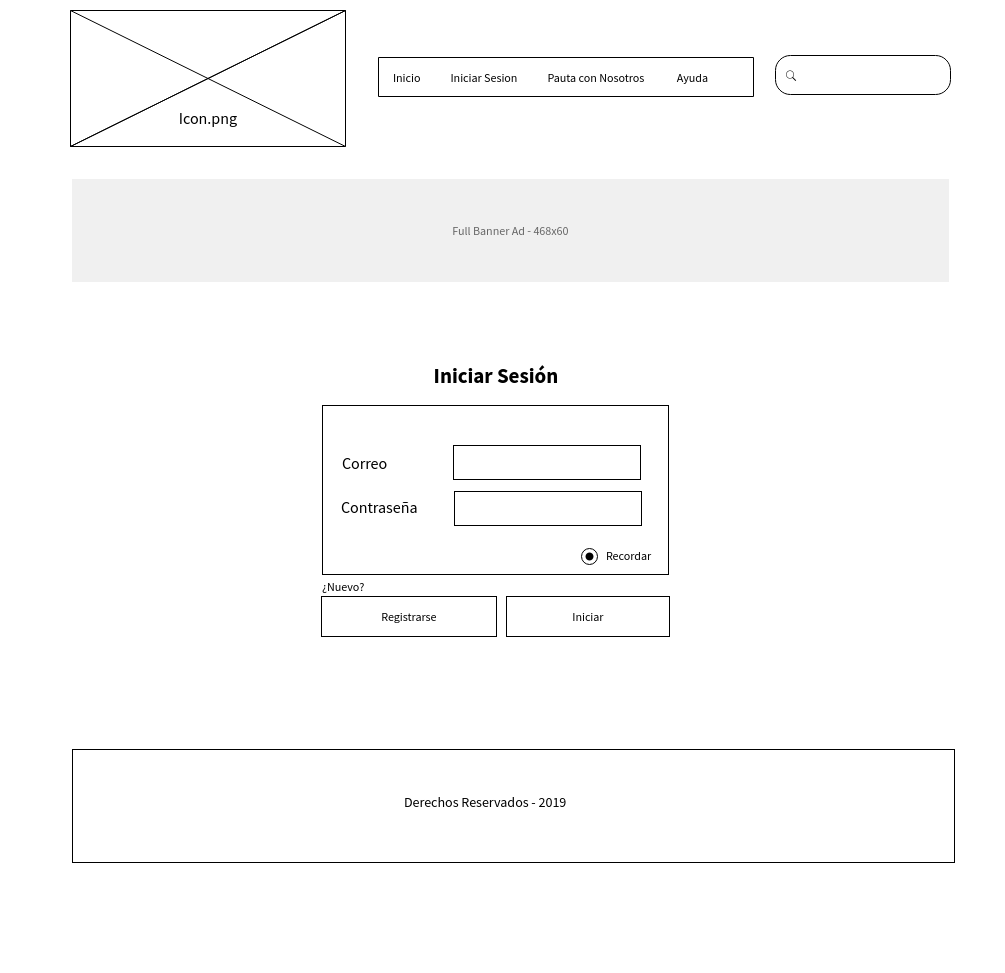 Icon.png
Inicio Iniciar Sesion Pauta con Nosotros Ayuda
Full Banner Ad - 468x60
Iniciar Sesión
Correo
Contraseña
Recordar
¿Nuevo?
Registrarse Iniciar
Derechos Reservados - 2019